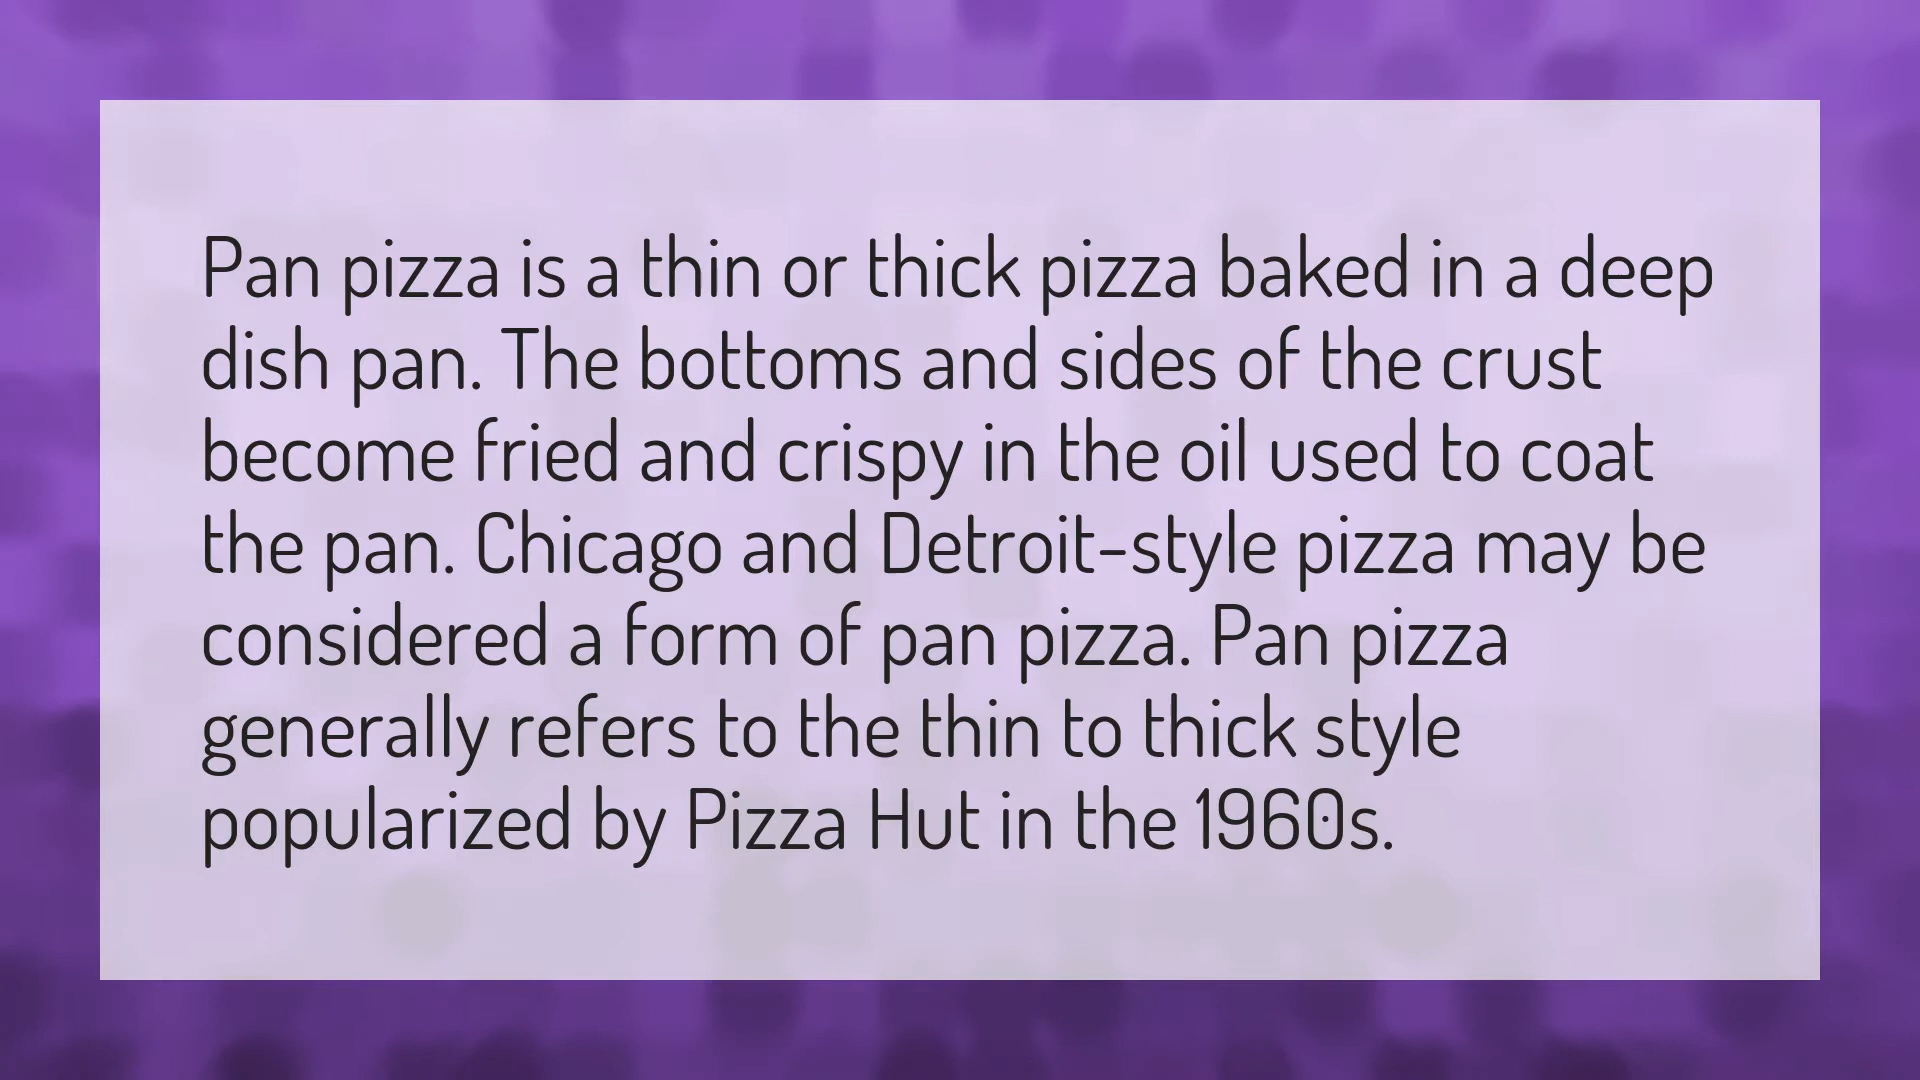 Pan pizza is a thin or thick pizza baked in a deep
dish pan. The bottoms and sides of the crust
become fried and crispy in the oil used to coat
the pan. Chicago and Detroit-style pizza may be
considered a form of pan pizza. Pan pizza
generally refers to the thin to thick style
popularized by Pizza Hut in the 1960s.